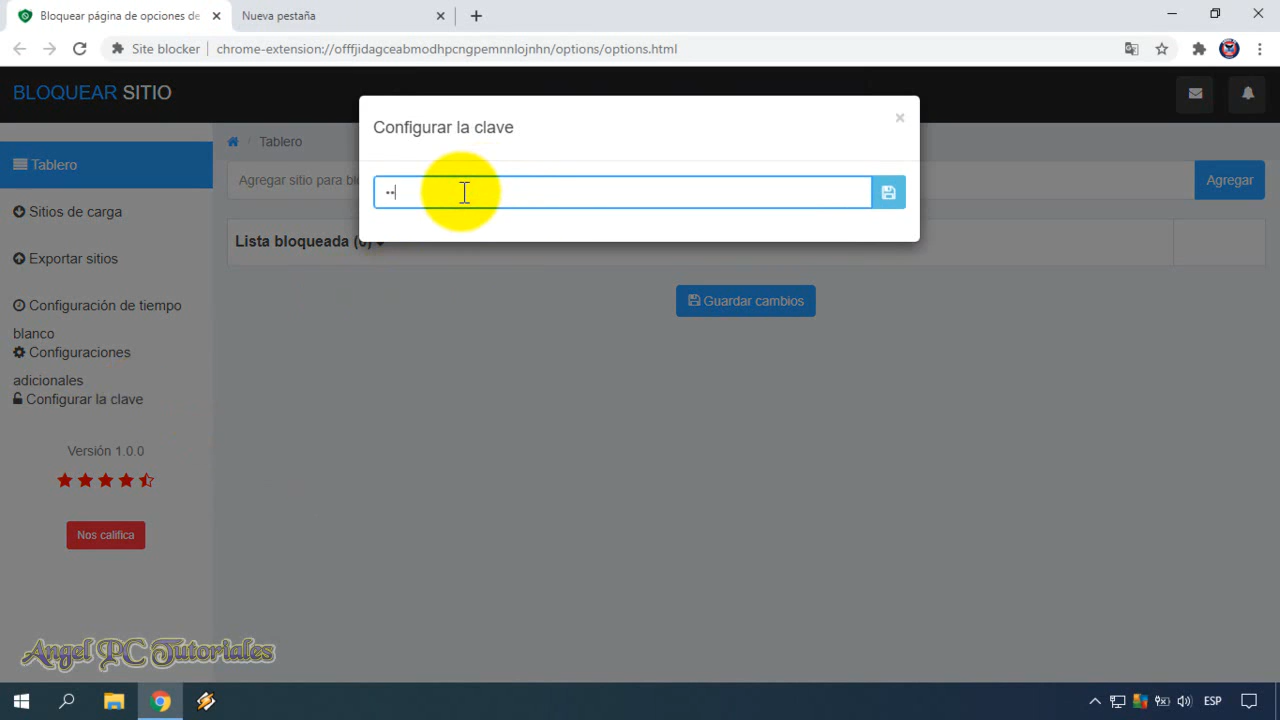 Bloquear página de opciones de
Nueva pestaña
Site blocker
chrome-extension://offfjidagceabmodhpcngpemnnlojnhn/options/options.html
BLOQUEAR SITIO
Configurar la clave
Tablero
Tablero
Agregar sitio para blo
Agregar
Sitios de carga
Lista bloqueada (0)
Exportar sitios
Guardar cambios
Configuración de tiempo
blanco
Configuraciones
adicionales
Configurar la clave
Versión 1.0.0
Nos califica
Angel PC Tutoriales
ESP